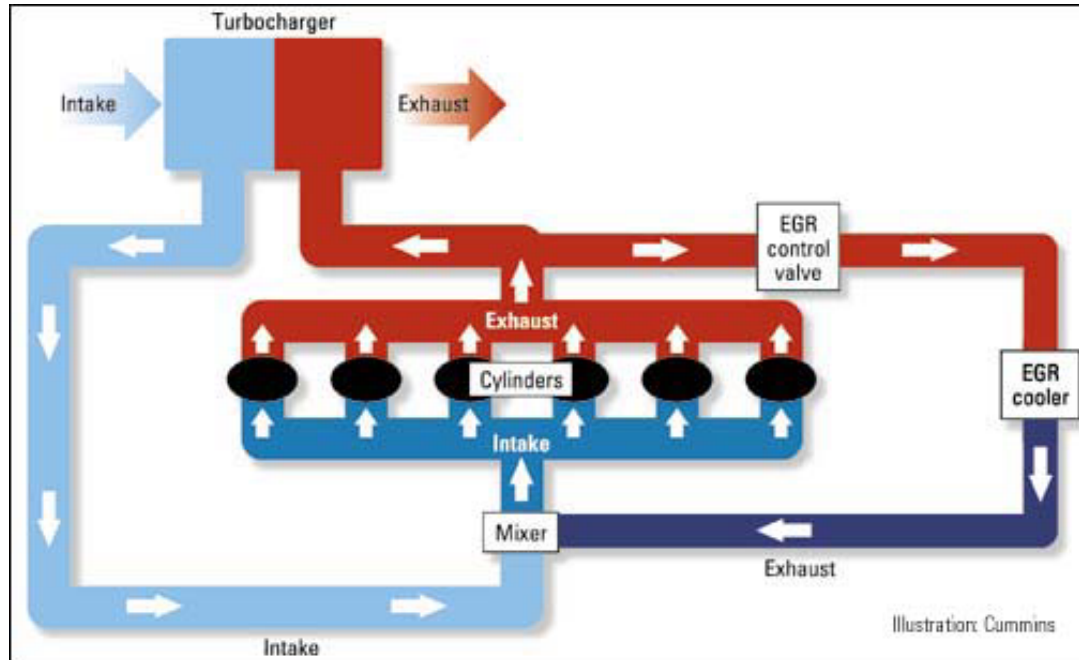 Turbocharger
Intake
Exhaust
EGR
control
valve
Exhaust
Cylinders
EGR
cooler
Intake
Mixer
Exhaust
Intake
Illustration: Cummins